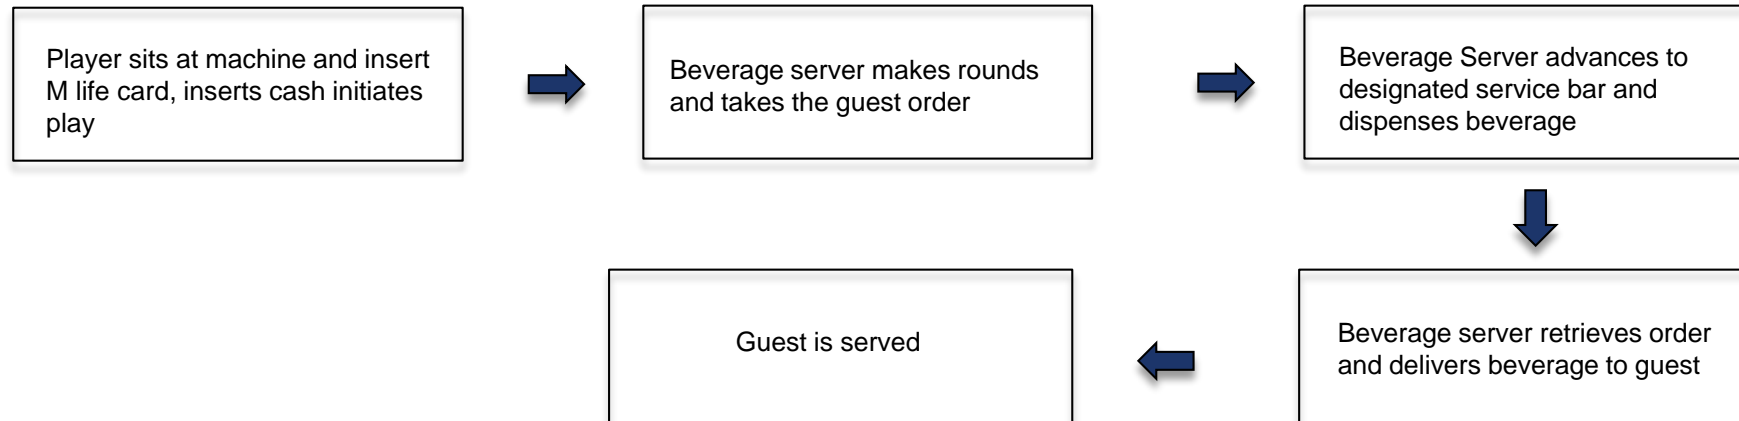 Player sits at machine and insert
M life card, inserts cash initiates
play
Beverage server makes rounds
and takes the guest order
Beverage Server advances to
designated service bar and
dispenses beverage
Beverage server retrieves order
and delivers beverage to guest
Guest is served